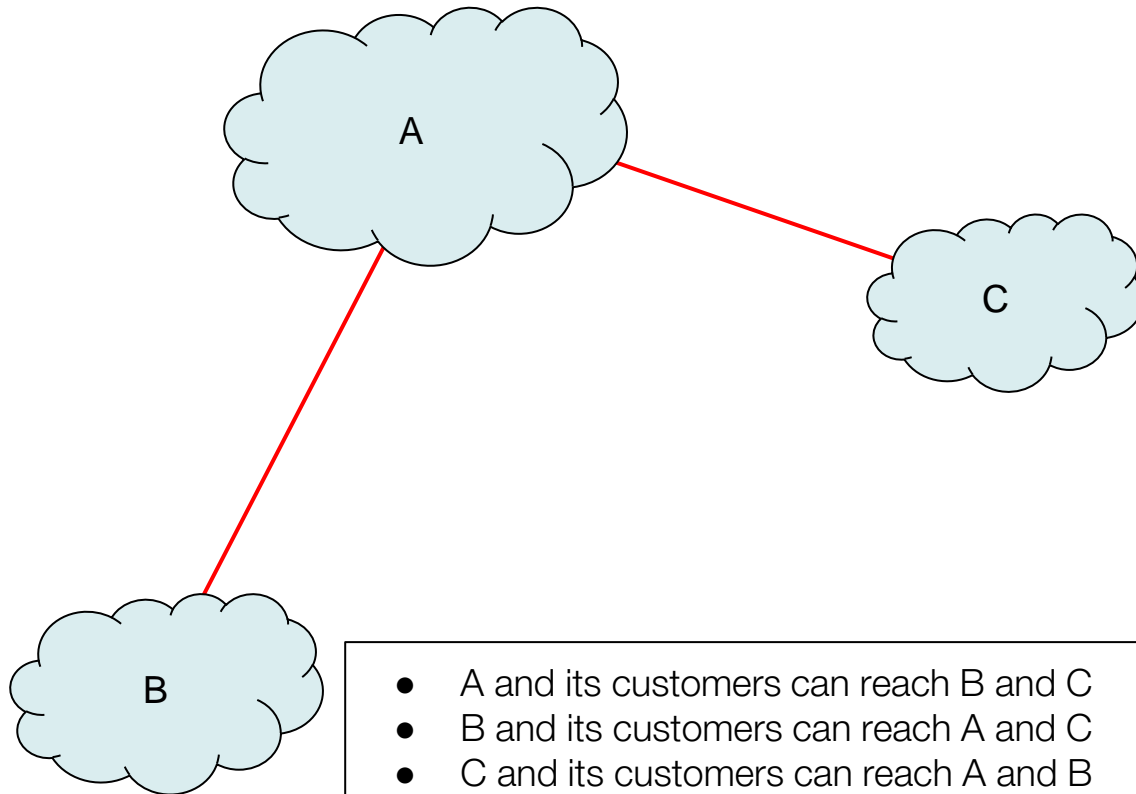 A
C
B
● A and its customers can reach B and C
● B and its customers can reach A and C
● C and its customers can reach A and B